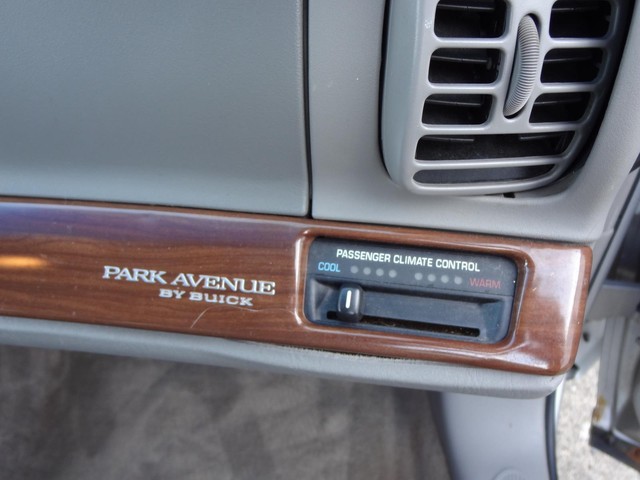 PARK AVENUE
BY BUICK
PASSENGER CLIMATE CONTROL
COOL WARM